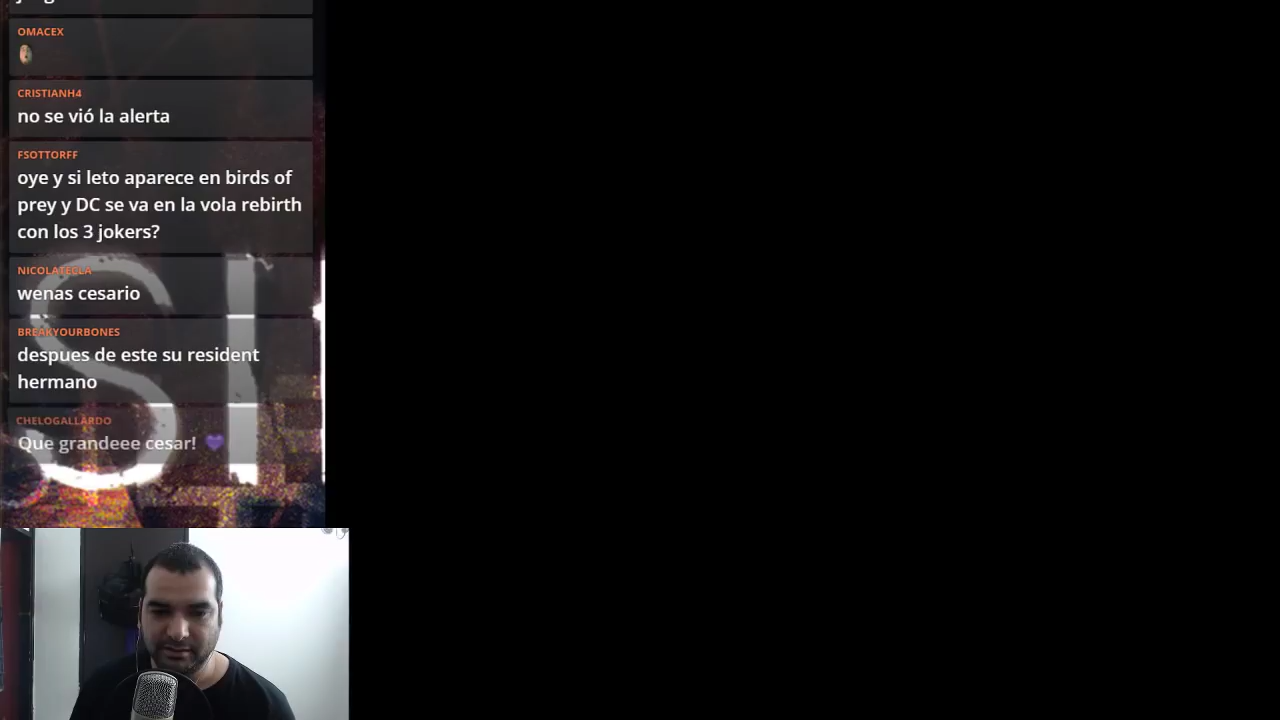 OMACEX
CRISTIANH4
no se vió la alerta
FSOTTORFF
oye y si leto aparece en birds of
prey y DC se va en la vola rebirth
con los 3 jokers?
NICOLATECLA
wenas cesario
BREAKYOURBONES
despues de este su resident
hermano
CHELOGALLARDO
Que grandeee cesar! 💜
SI